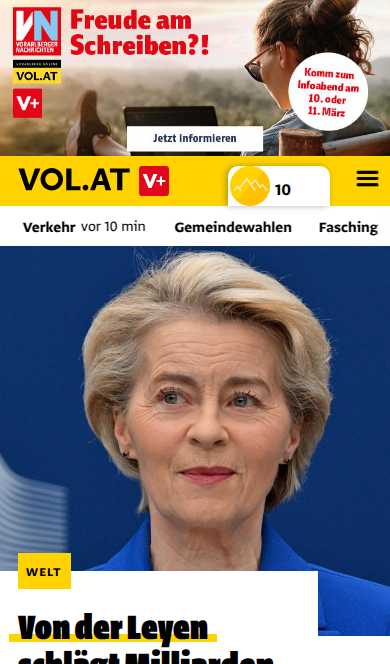 VN
VORARLBERGER
NACHRICHTEN
VORARLBERG ONLINE
VOL.AT
V+
Freude am
Schreiben?!
Komm zum
Infoabend am
10. oder
11. März
Jetzt informieren
VOL.AT V+
10
Verkehr vor 10 min Gemeindewahlen Fasching
WELT
Von der Leyen
schlägt Milliarden